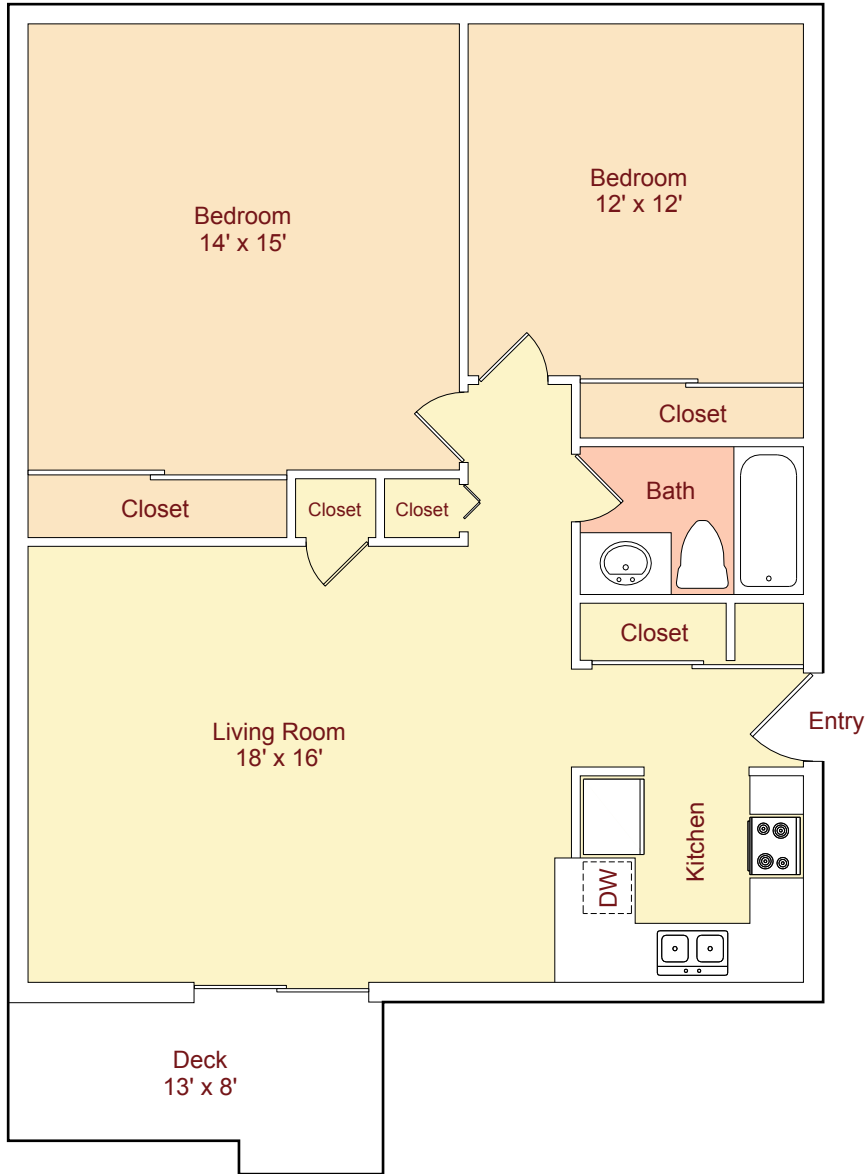 Bedroom
14' x 15'
Bedroom
12' x 12'
Closet
Closet
Closet
Closet
Bath
Closet
Living Room
18' x 16'
Entry
Kitchen
DW
Deck
13' x 8'